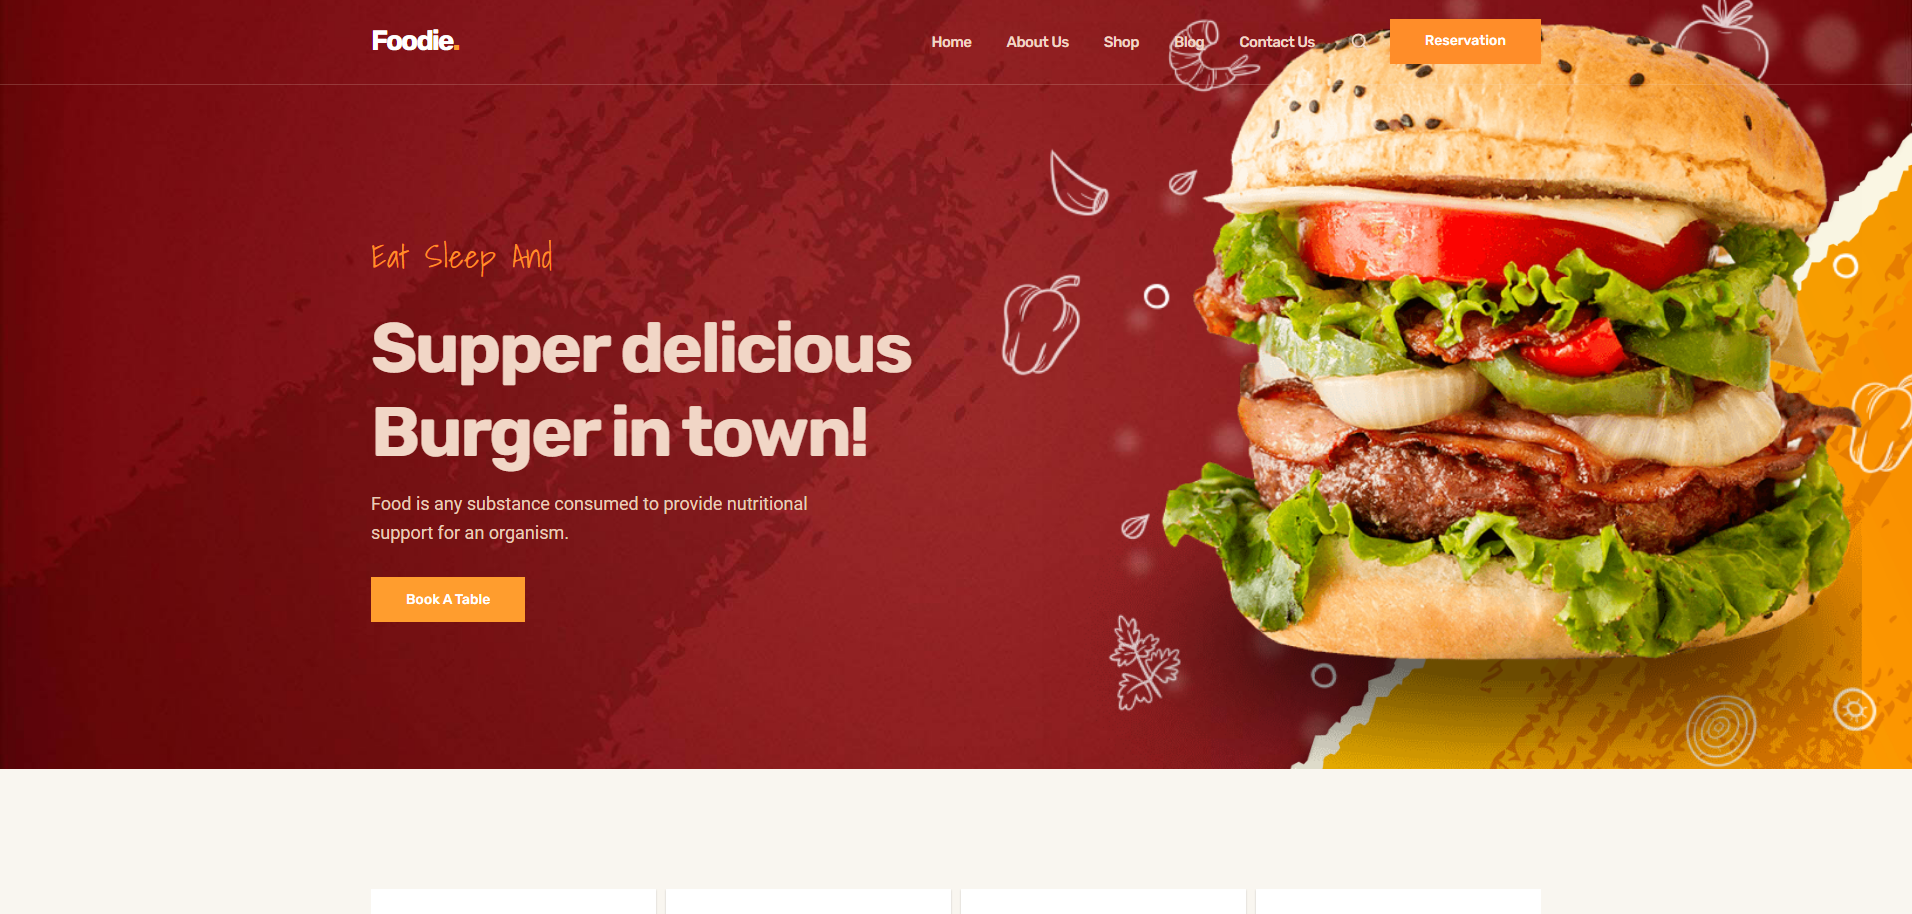 Foodie.
Home About Us Shop Blog Contact Us Reservation
Eat Sleep And
Supper delicious
Burger in town!
Food is any substance consumed to provide nutritional
support for an organism.
Book A Table